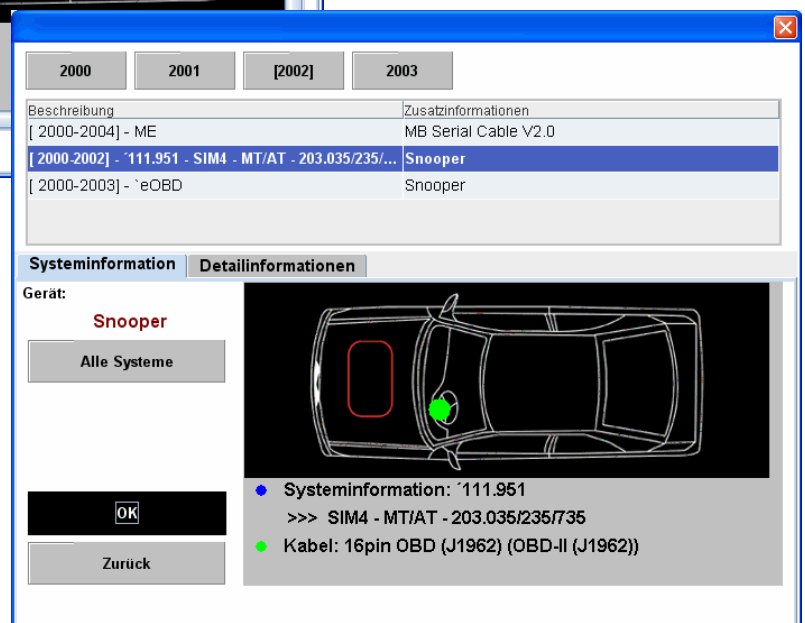 2000 2001 [2002] 2003
Beschreibung Zusatzinformationen
[ 2000-2004] - ME MB Serial Cable V2.0
[ 2000-2002] - ´111.951 - SIM4 - MT/AT - 203.035/235/... Snooper
[ 2000-2003] - `eOBD Snooper
Systeminformation Detailinformationen
Gerät:
Snooper
Alle Systeme
OK
Zurück
Systeminformation: ´111.951
>>> SIM4 - MT/AT - 203.035/235/735
Kabel: 16pin OBD (J1962) (OBD-II (J1962))